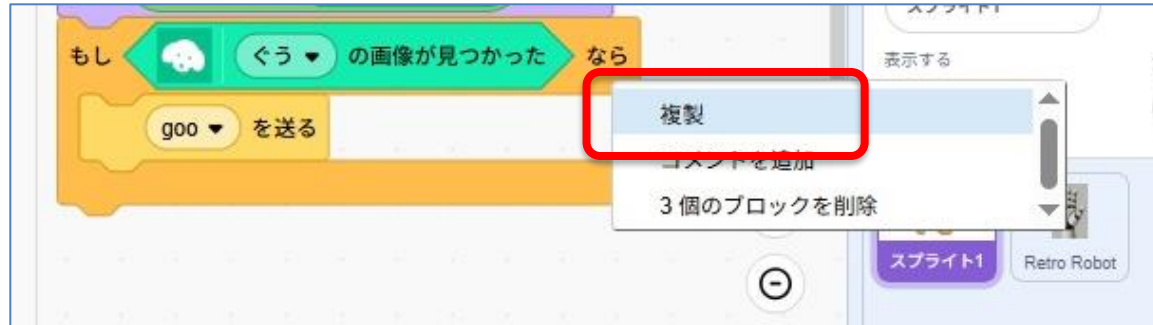 スプライト1
もし ぐう の画像が見つかった なら
表示する
複製
goo を送る
コメントを追加
3 個のブロックを削除
スプライト1
Retro Robot